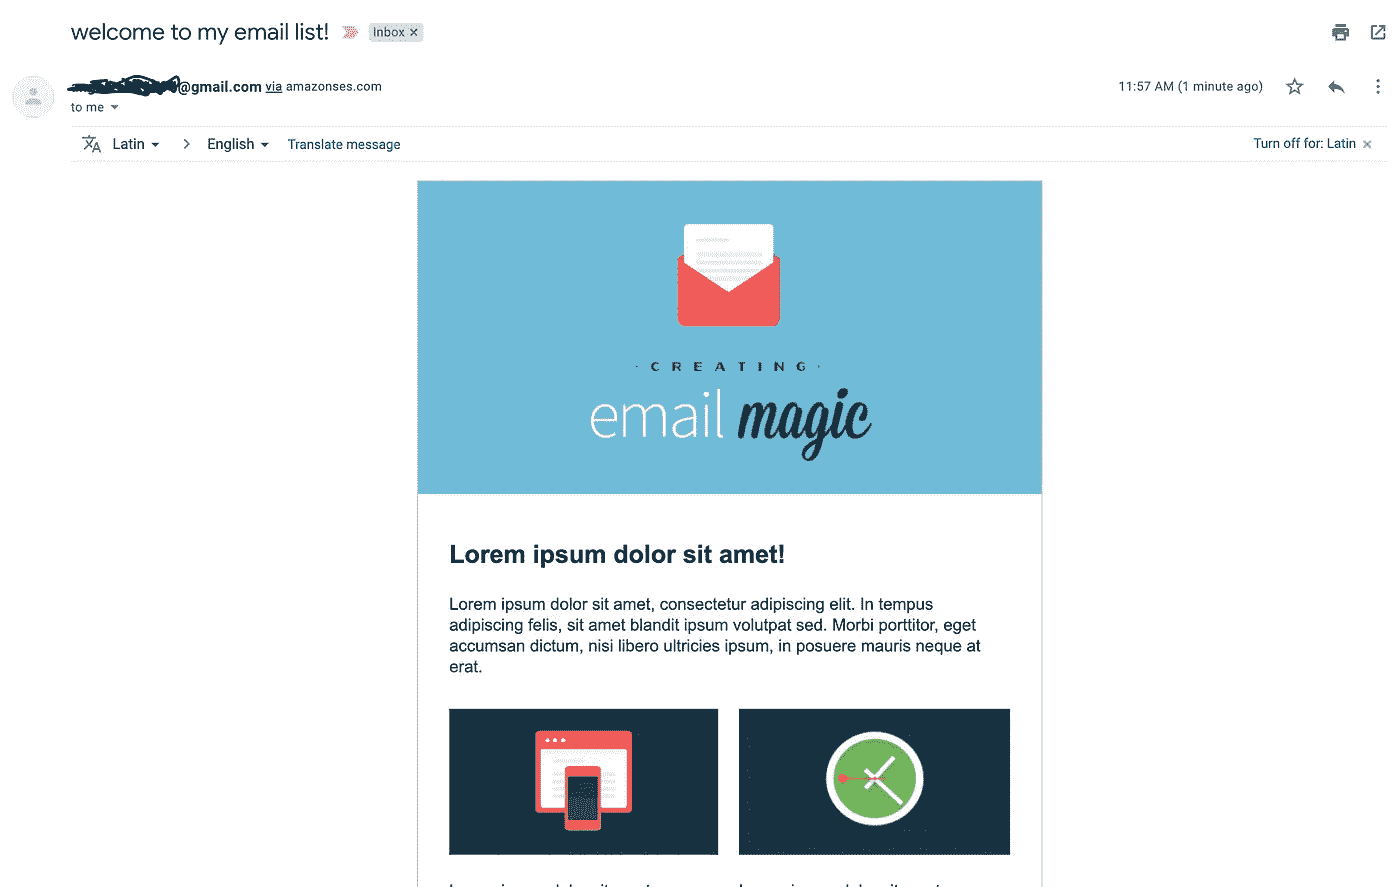 welcome to my email list! Inbox ×
@gmail.com via amazonses.com
11:57 AM (1 minute ago)
to me
Latin > English Translate message
Turn off for: Latin ×
· CREATING ·
email magic
Lorem ipsum dolor sit amet!
Lorem ipsum dolor sit amet, consectetur adipiscing elit. In tempus
adipiscing felis, sit amet blandit ipsum volutpat sed. Morbi porttitor, eget
accumsan dictum, nisi libero ultricies ipsum, in posuere mauris neque at
erat.